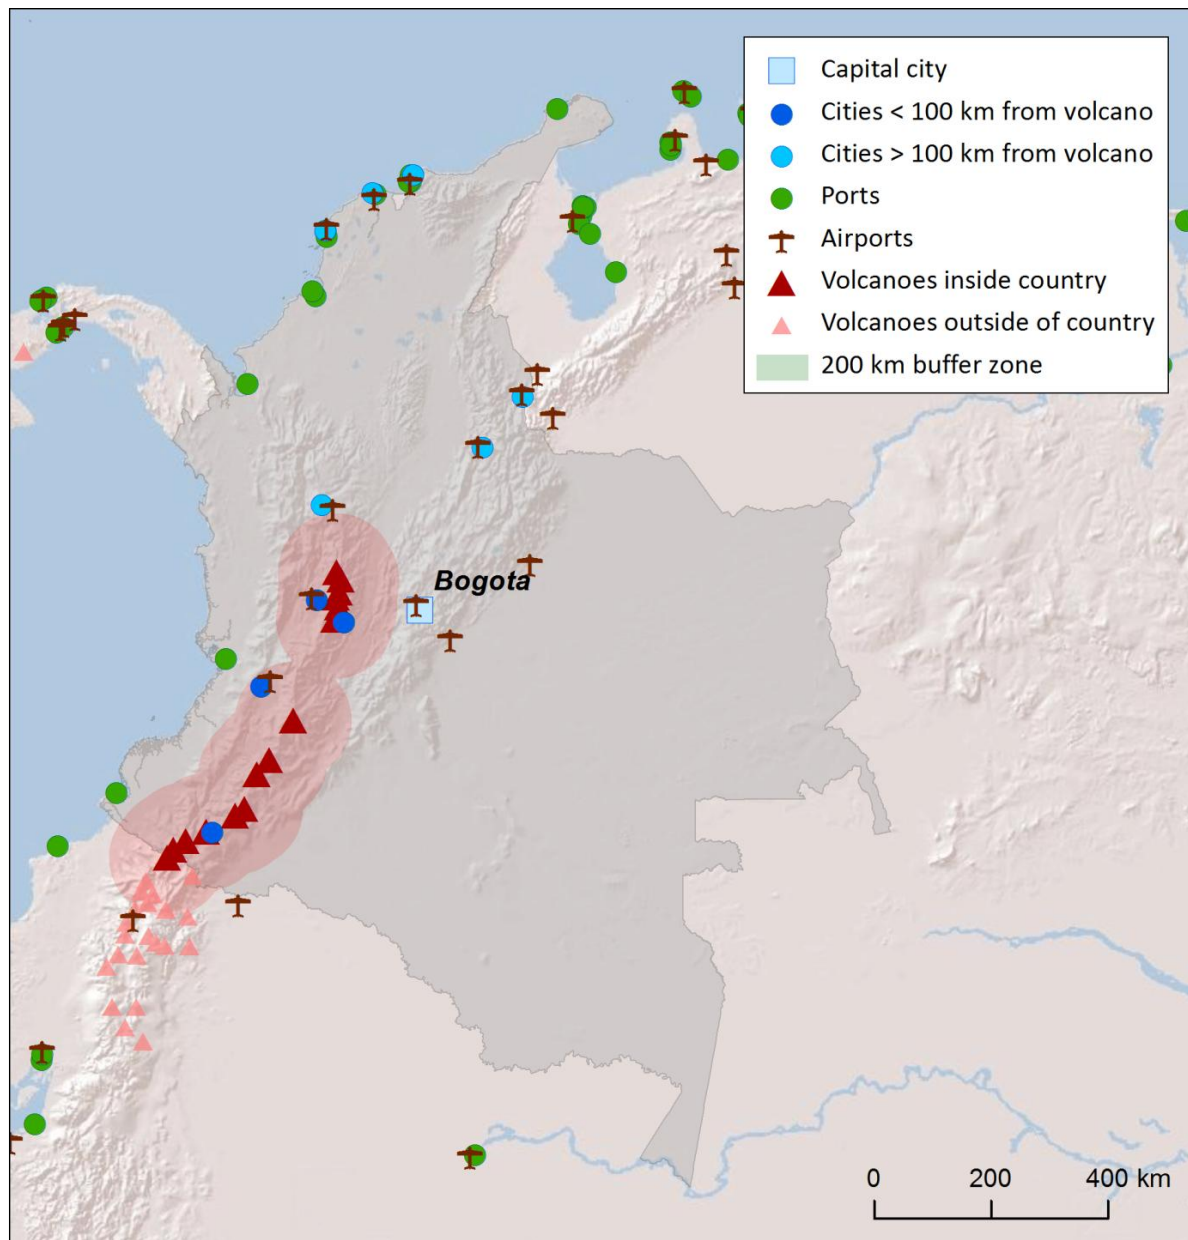 Capital city
Cities < 100 km from volcano
Cities > 100 km from volcano
Ports
Airports
Volcanoes inside country
Volcanoes outside of country
200 km buffer zone
Bogota
0 200 400 km